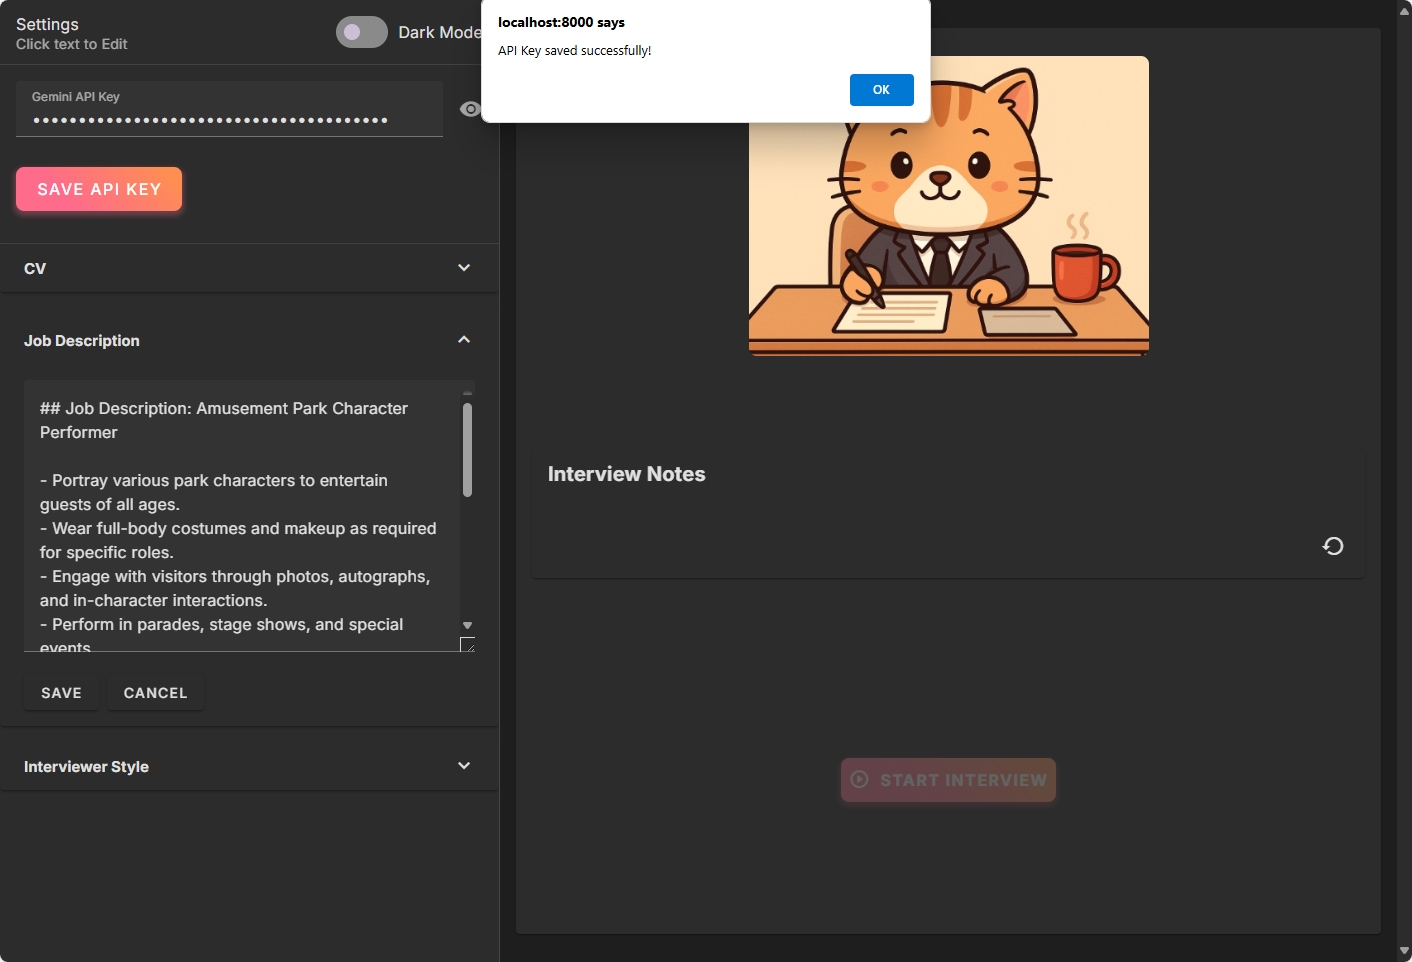 Settings
Click text to Edit
Dark Mode
localhost:8000 says
API Key saved successfully!
OK
Gemini API Key
SAVE API KEY
CV
Job Description
## Job Description: Amusement Park Character
Performer
- Portray various park characters to entertain
guests of all ages.
- Wear full-body costumes and makeup as required
for specific roles.
- Engage with visitors through photos, autographs,
and in-character interactions.
- Perform in parades, stage shows, and special
events
SAVE
CANCEL
Interviewer Style
Interview Notes
START INTERVIEW